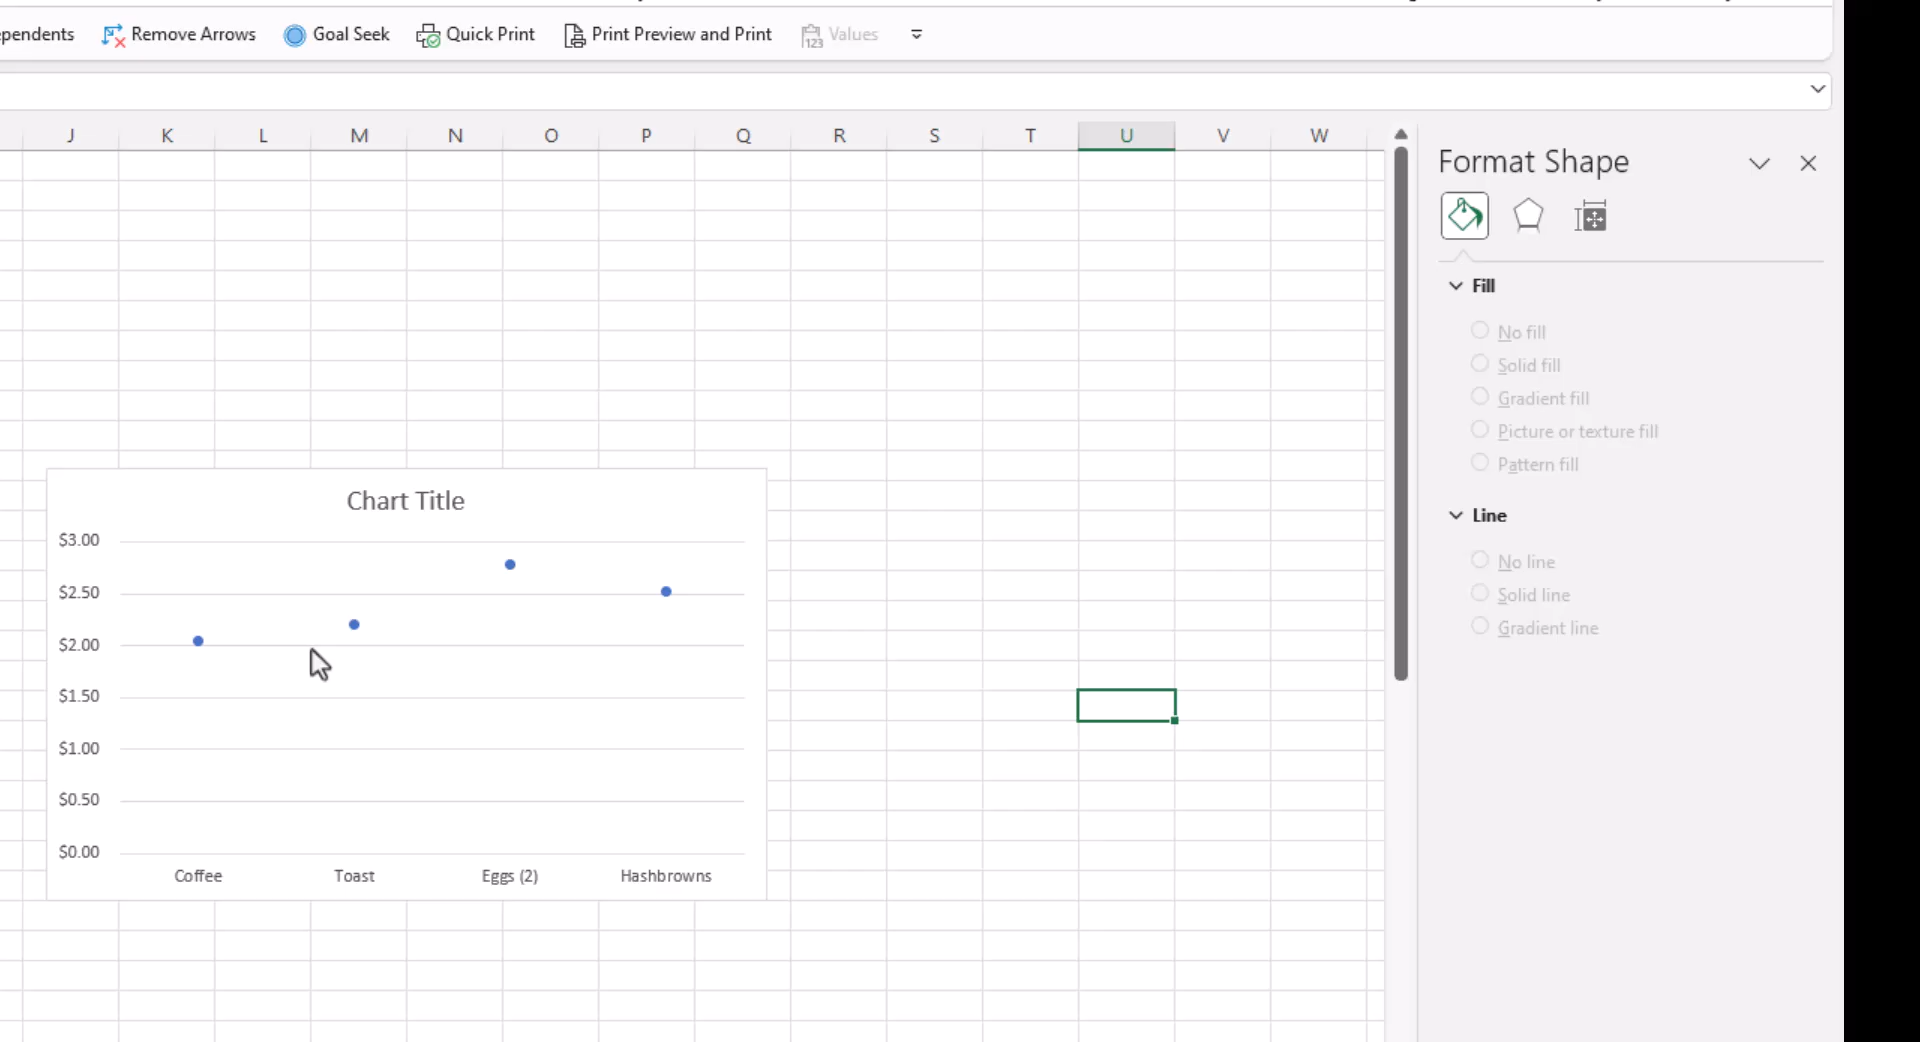 pendents Remove Arrows Goal Seek Quick Print Print Preview and Print Values
J K L M N O P Q R S T U V W
Format Shape
Fill
No fill
Solid fill
Gradient fill
Picture or texture fill
Pattern fill
Line
No line
Solid line
Gradient line
Chart Title
$3.00
$2.50
$2.00
$1.50
$1.00
$0.50
$0.00
Coffee Toast Eggs (2) Hashbrowns